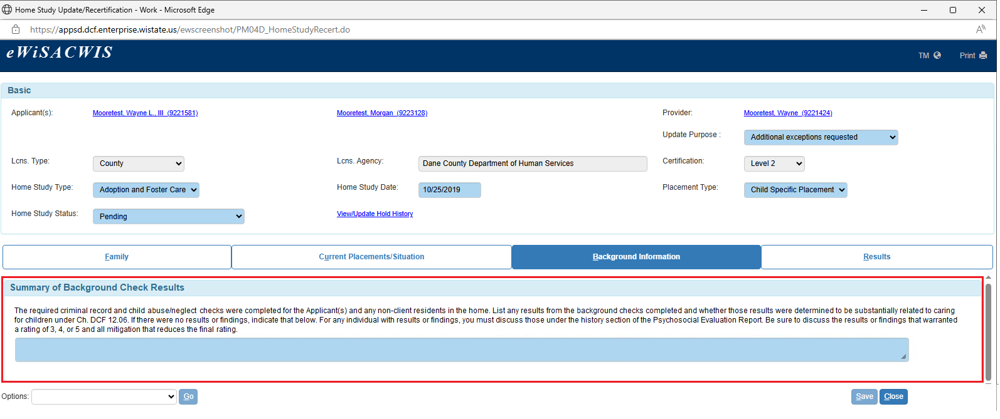 Home Study Update/Recertification - Work - Microsoft Edge
https://appsd.dcf.enterprise.wistate.us/ewscreenshot/PM04D_HomeStudyRecert.do
eWiSACWIS
TM Print
Basic
Applicant(s): Mooretest, Wayne L., III (9221581) Mooretest, Morgan (9223128) Provider: Mooretest, Wayne (9221424)
Update Purpose : Additional exceptions requested
Lcns. Type: County Lcns. Agency: Dane County Department of Human Services Certification: Level 2
Home Study Type: Adoption and Foster Care Home Study Date: 10/25/2019 Placement Type: Child Specific Placement
Home Study Status: Pending View/Update Hold History
Family Current Placements/Situation Background Information Results
Summary of Background Check Results
The required criminal record and child abuse/neglect checks were completed for the Applicant(s) and any non-client residents in the home. List any results from the background checks completed and whether those results were determined to be substantially related to caring
for children under Ch. DCF 12.06. If there were no results or findings, indicate that below. For any individual with results or findings, you must discuss those under the history section of the Psychosocial Evaluation Report. Be sure to discuss the results or findings that warranted
a rating of 3, 4, or 5 and all mitigation that reduces the final rating.
Options: Go Save Close